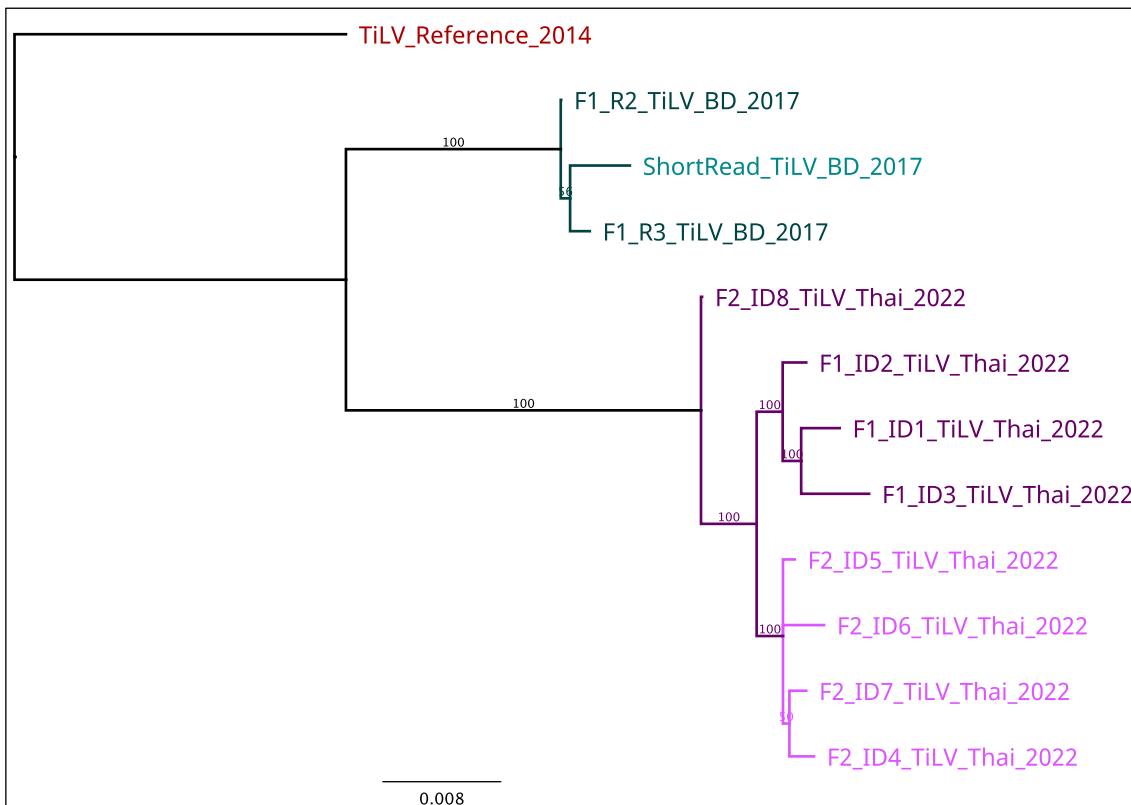 TiLV_Reference_2014
F1_R2_TiLV_BD_2017
100
ShortRead_TiLV_BD_2017
56
F1_R3_TiLV_BD_2017
F2_ID8_TiLV_Thai_2022
F1_ID2_TiLV_Thai_2022
100
100
F1_ID1_TiLV_Thai_2022
100
F1_ID3_TiLV_Thai_2022
100
F2_ID5_TiLV_Thai_2022
F2_ID6_TiLV_Thai_2022
100
F2_ID7_TiLV_Thai_2022
F2_ID4_TiLV_Thai_2022
0.008